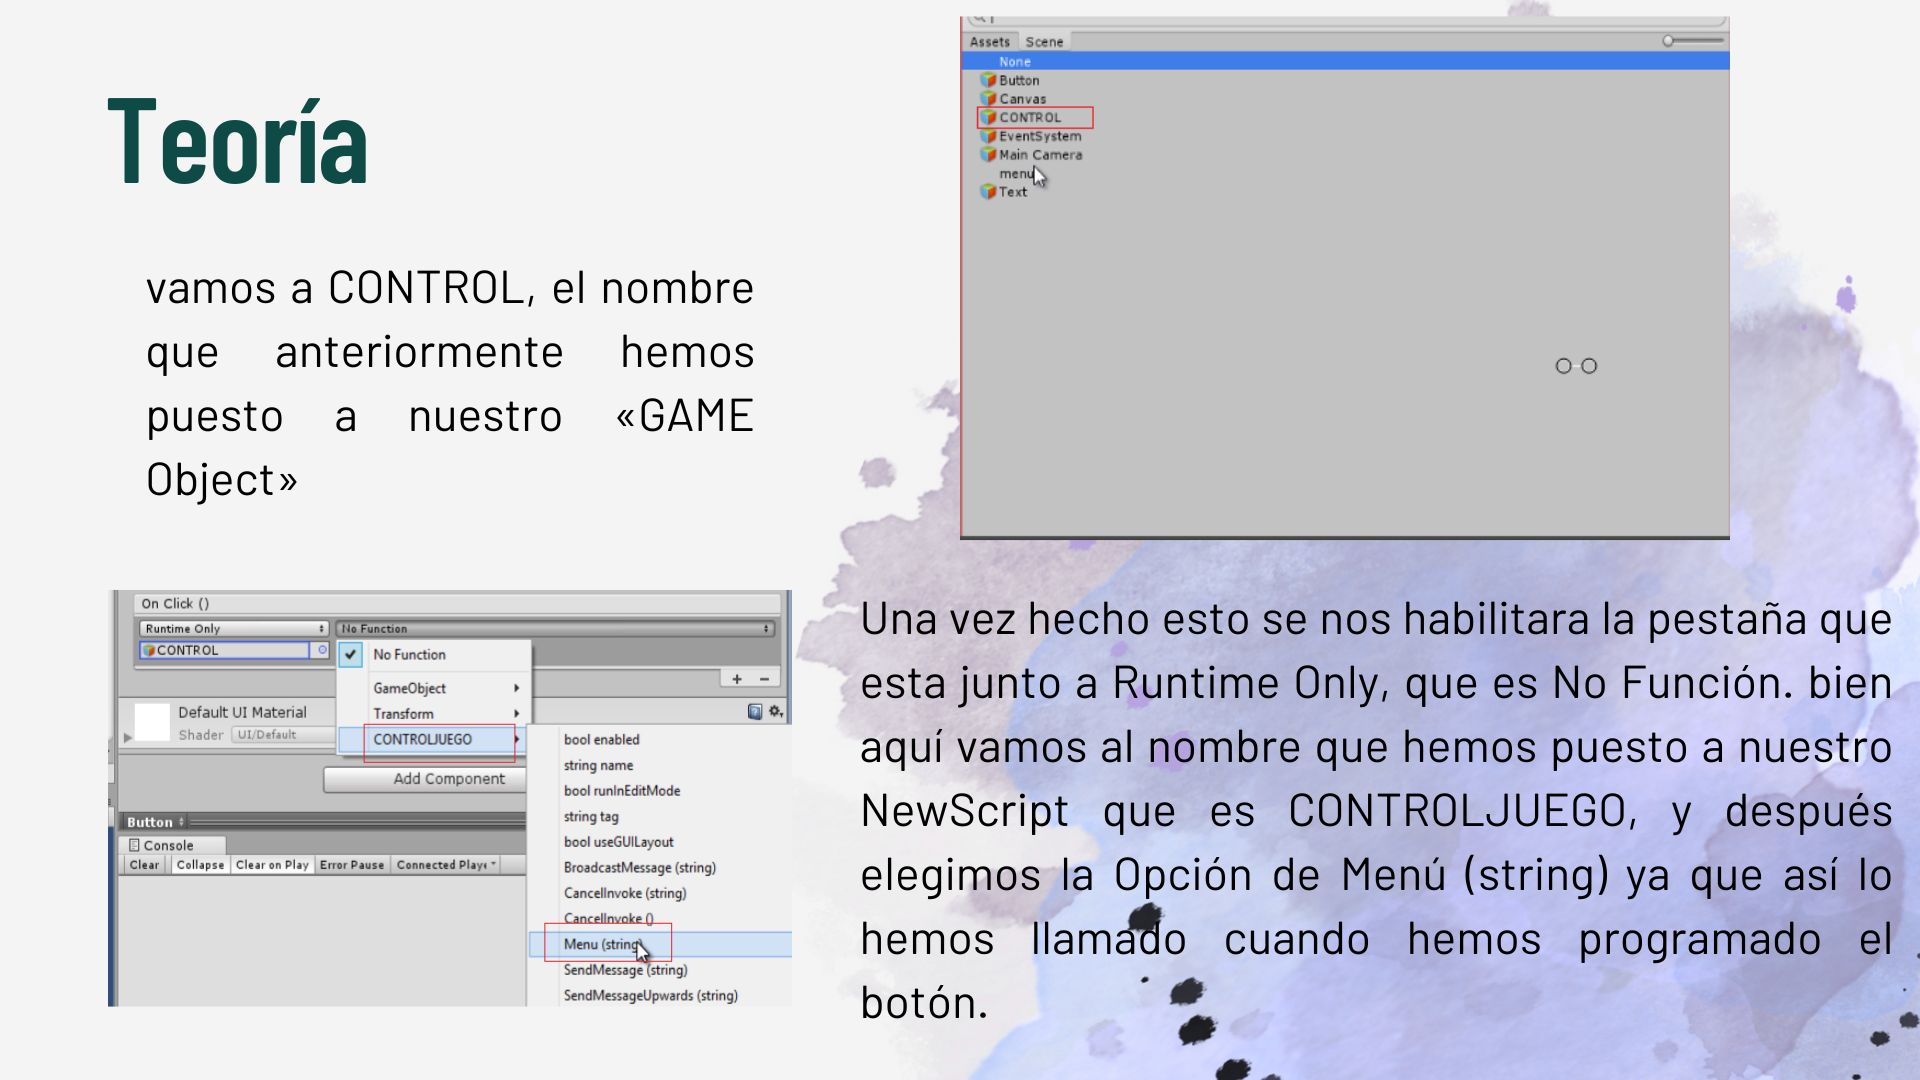 Teoría
vamos a CONTROL, el nombre
que anteriormente hemos
puesto a nuestro «GAME
Object»
Assets Scene
None
Button
Canvas
CONTROL
EventSystem
Main Camera
menu
Text
On Click ()
Runtime Only No Function
CONTROL
No Function
+ −
GameObject
Transform
CONTROLJUEGO
Default UI Material
Shader UI/Default
Add Component
bool enabled
string name
bool runInEditMode
string tag
bool useGUILayout
BroadcastMessage (string)
CancelInvoke (string)
CancelInvoke ()
Menu (string)
SendMessage (string)
SendMessageUpwards (string)
Button
Console
Clear Collapse Clear on Play Error Pause Connected Playe
Una vez hecho esto se nos habilitara la pestaña que
esta junto a Runtime Only, que es No Función. bien
aquí vamos al nombre que hemos puesto a nuestro
NewScript que es CONTROLJUEGO, y después
elegimos la Opción de Menú (string) ya que así lo
hemos llamado cuando hemos programado el
botón.